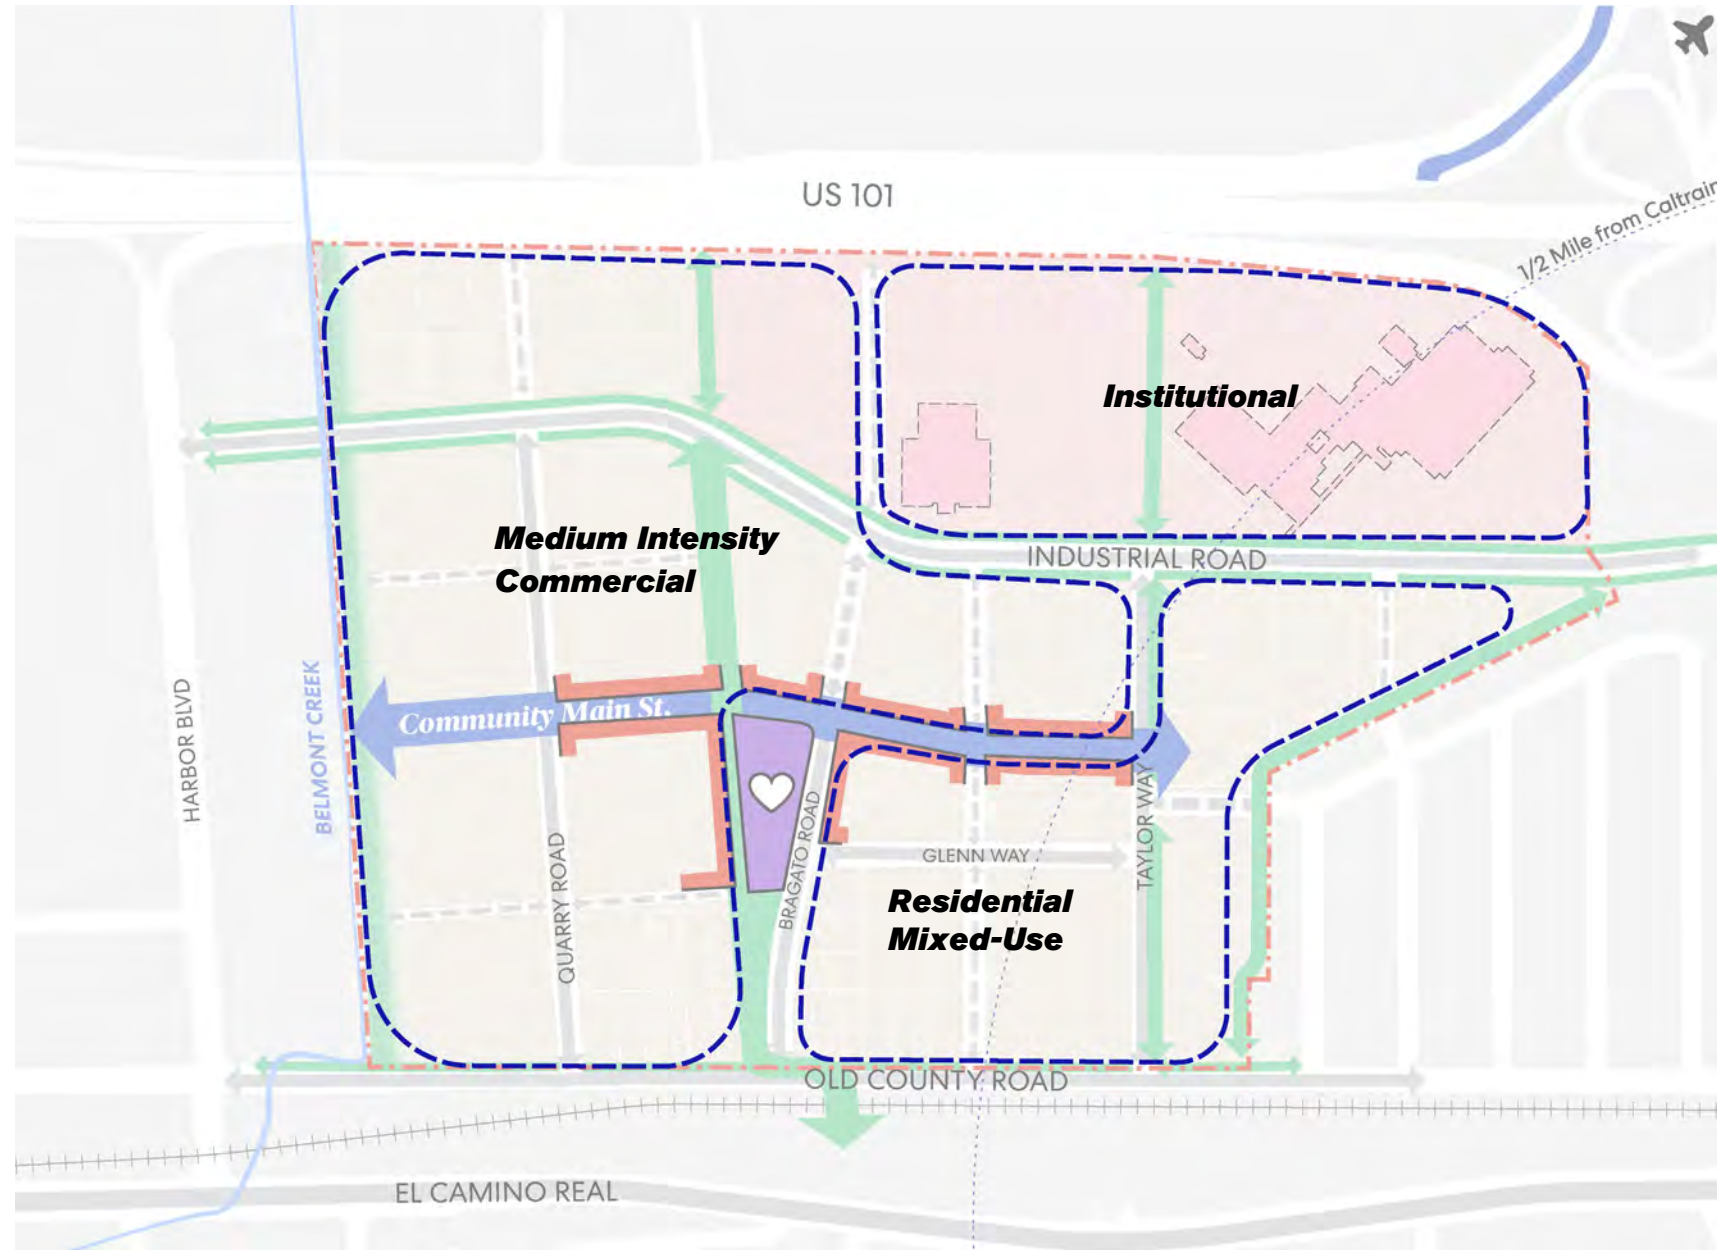 US 101
1/2 Mile from Caltrain
Institutional
Medium Intensity
Commercial
INDUSTRIAL ROAD
HARBOR BLVD
BELMONT CREEK
Community Main St.
QUARRY ROAD
BRAGATO ROAD
TAYLOR WAY
GLENN WAY
Residential
Mixed-Use
OLD COUNTY ROAD
EL CAMINO REAL